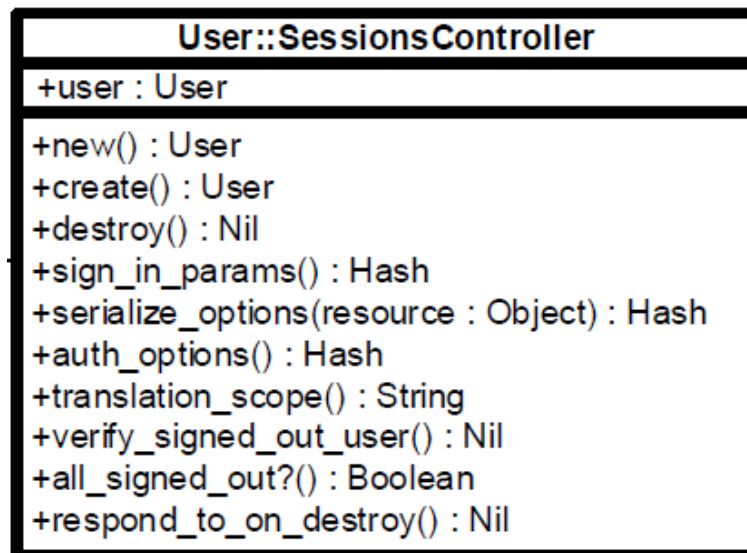 User::SessionsController
+user : User
+new() : User
+create() : User
+destroy() : Nil
+sign_in_params() : Hash
+serialize_options(resource : Object) : Hash
+auth_options() : Hash
+translation_scope() : String
+verify_signed_out_user() : Nil
+all_signed_out?() : Boolean
+respond_to_on_destroy() : Nil